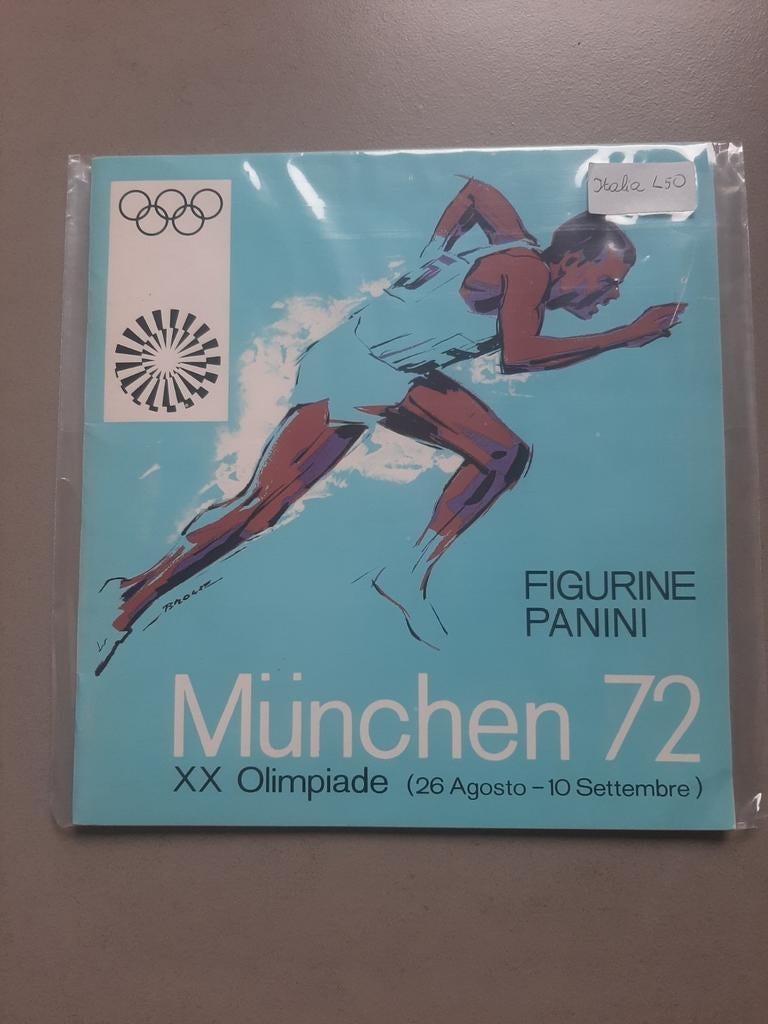 Italia L50
FIGURINE
PANINI
München 72
XX Olimpiade (26 Agosto – 10 Settembre)